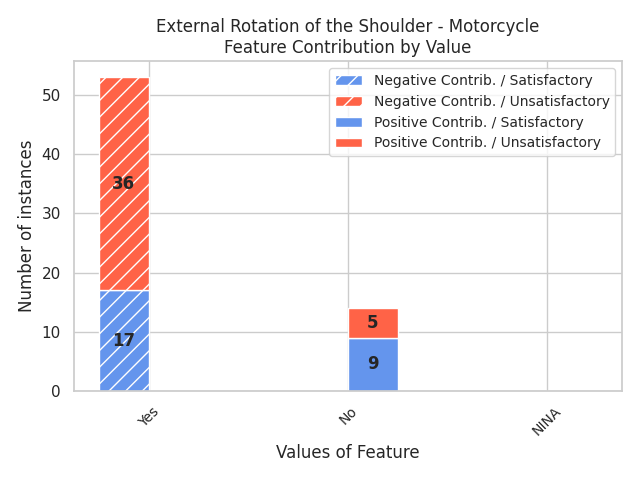 External Rotation of the Shoulder - Motorcycle
Feature Contribution by Value
Number of instances
50
40
30
20
10
0
Negative Contrib. / Satisfactory
Negative Contrib. / Unsatisfactory
Positive Contrib. / Satisfactory
Positive Contrib. / Unsatisfactory
36
17
5
9
Yes
No
NINA
Values of Feature